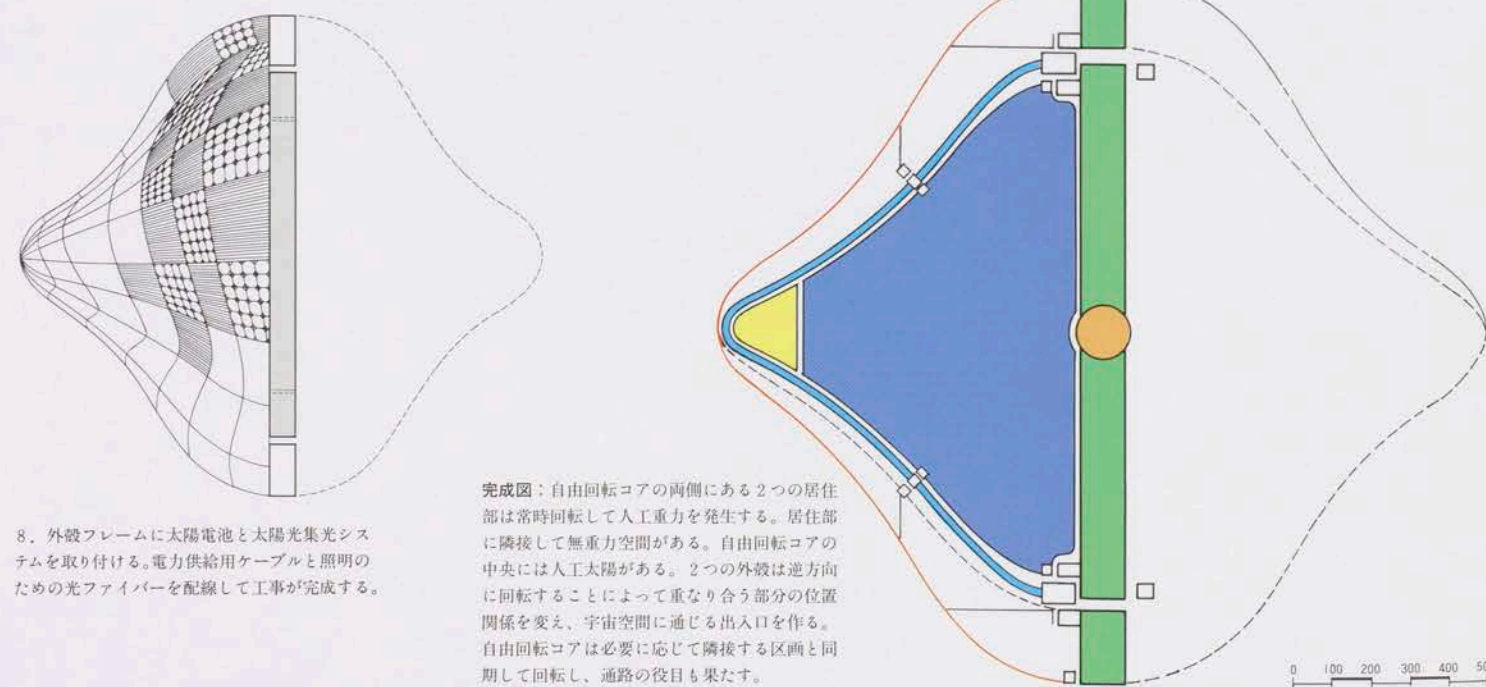 8．外殻フレームに太陽電池と太陽光集光シス
テムを取り付ける。電力供給用ケーブルと照明の
ための光ファイバーを配線して工事が完成する。
完成図：自由回転コアの両側にある2つの居住
部は常時回転して人工重力を発生する。居住部
に隣接して無重力空間がある。自由回転コアの
中央には人工太陽がある。2つの外殻は逆方向
に回転することによって重なり合う部分の位置
関係を変え、宇宙空間に通じる出入口を作る。
自由回転コアは必要に応じて隣接する区画と同
期して回転し、通路の役目も果たす。
0 100 200 300 400